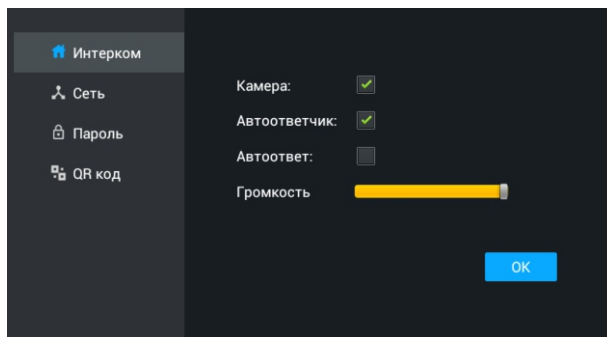 Интерком
Сеть
Пароль
QR код
Камера:
Автоответчик:
Автоответ:
Громкость
OK